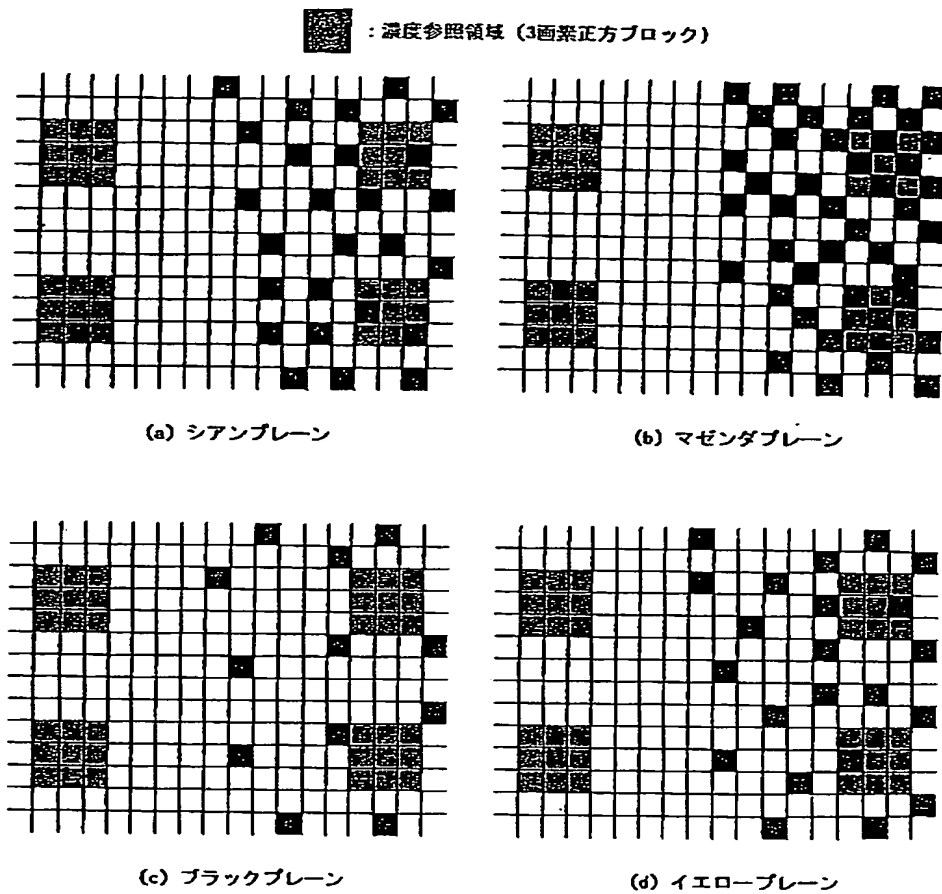 ：濃度参照領域（3画素正方ブロック）
(a) シアンプレーン
(b) マゼンダプレーン
(c) ブラックプレーン
(d) イエロープレーン